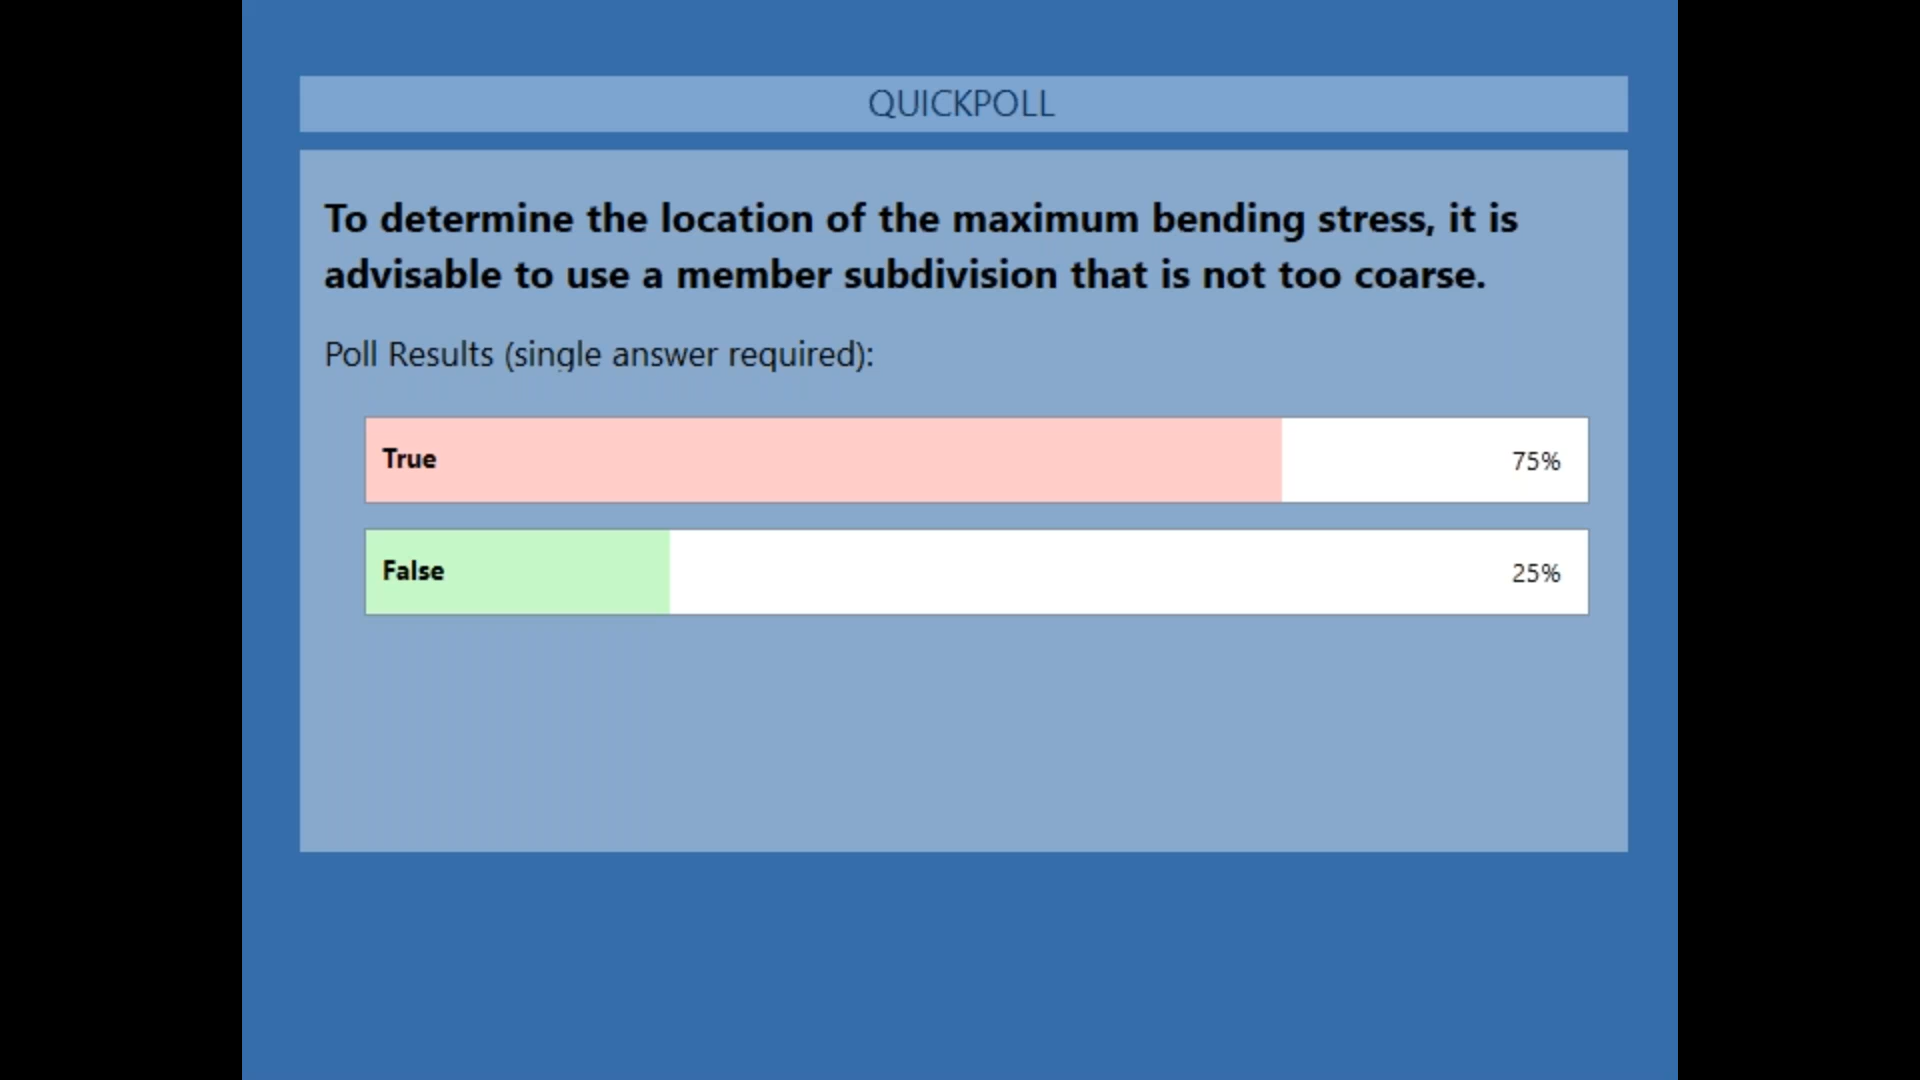 QUICKPOLL
To determine the location of the maximum bending stress, it is
advisable to use a member subdivision that is not too coarse.
Poll Results (single answer required):
True 75%
False 25%